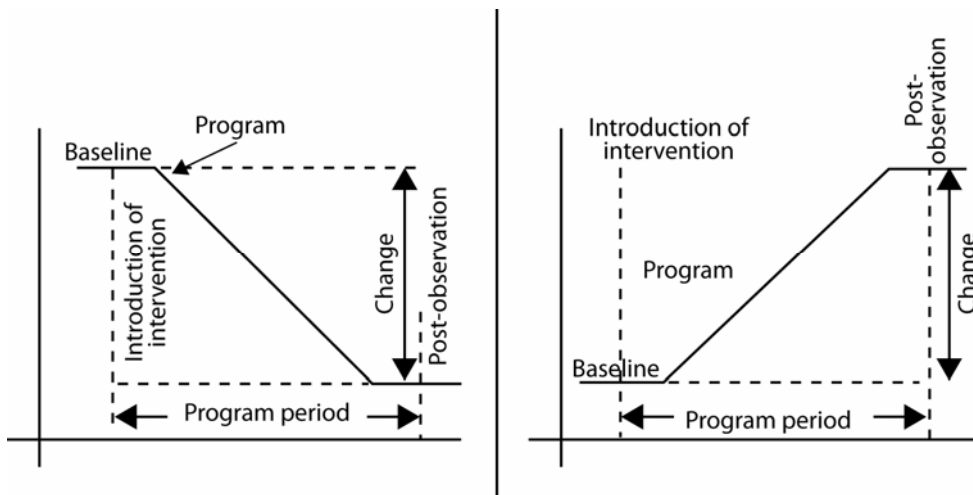 Program
Baseline
Introduction of
intervention
Change
Post-observation
Program period
Introduction of
intervention
Post-
observation
Program
Change
Baseline
Program period